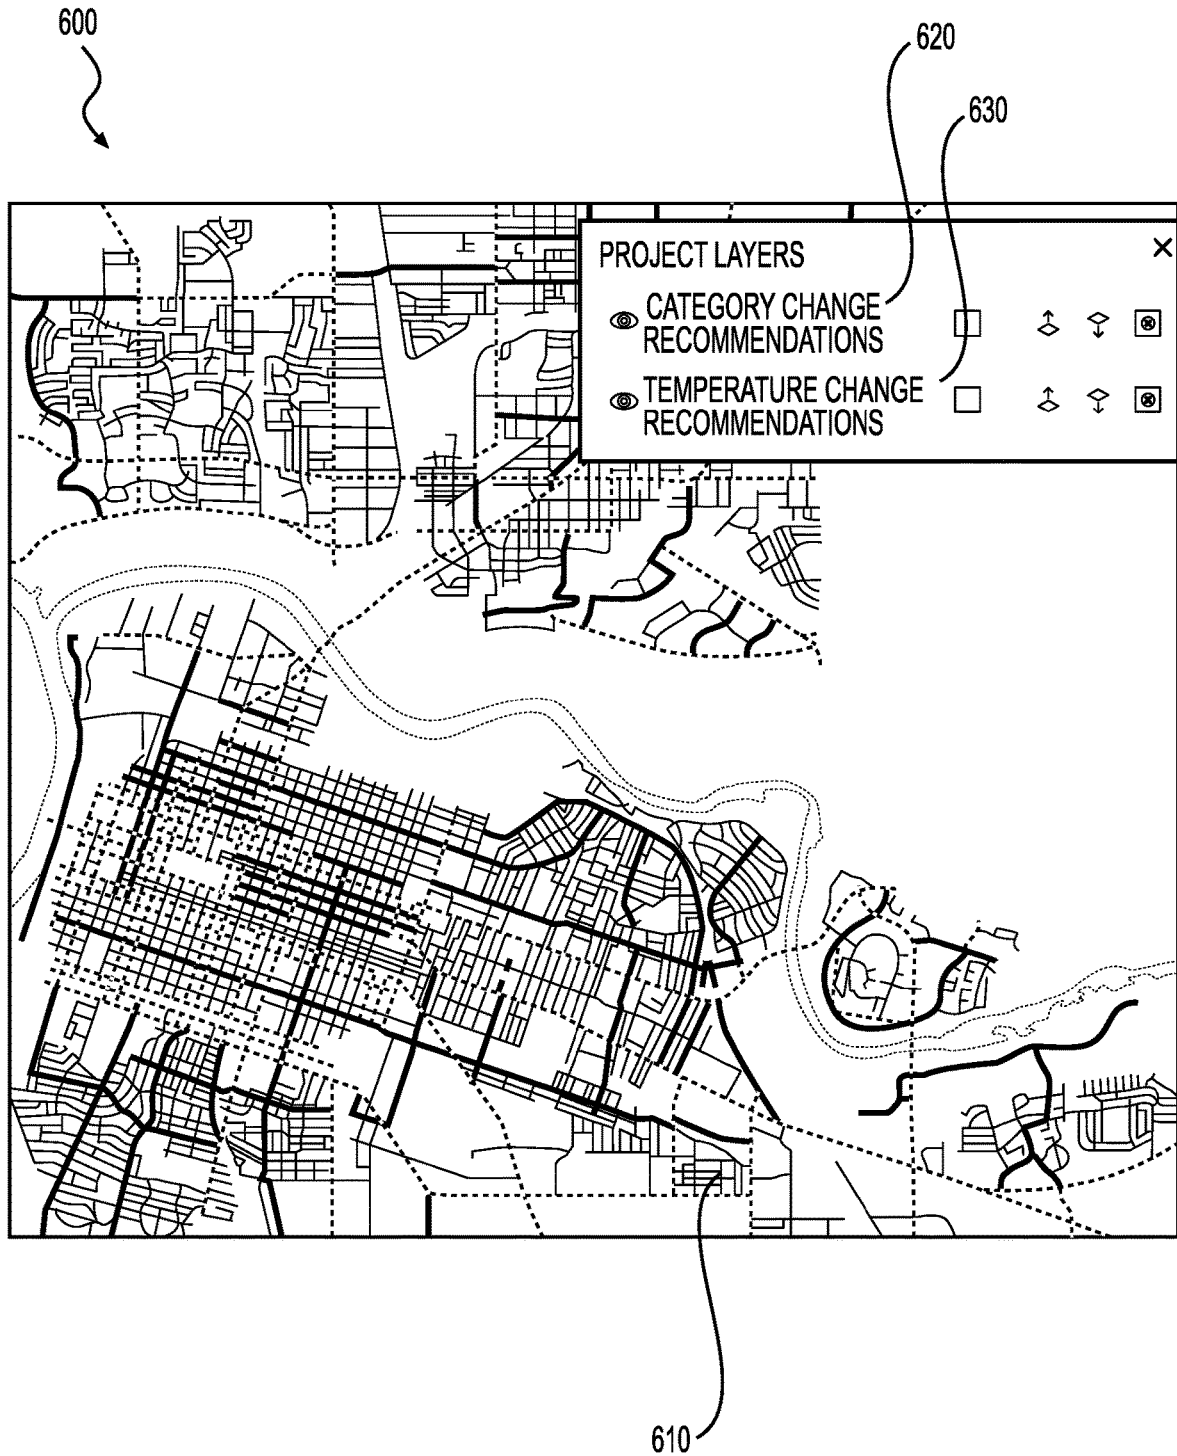 600
620
630
PROJECT LAYERS
CATEGORY CHANGE
RECOMMENDATIONS
TEMPERATURE CHANGE
RECOMMENDATIONS
610